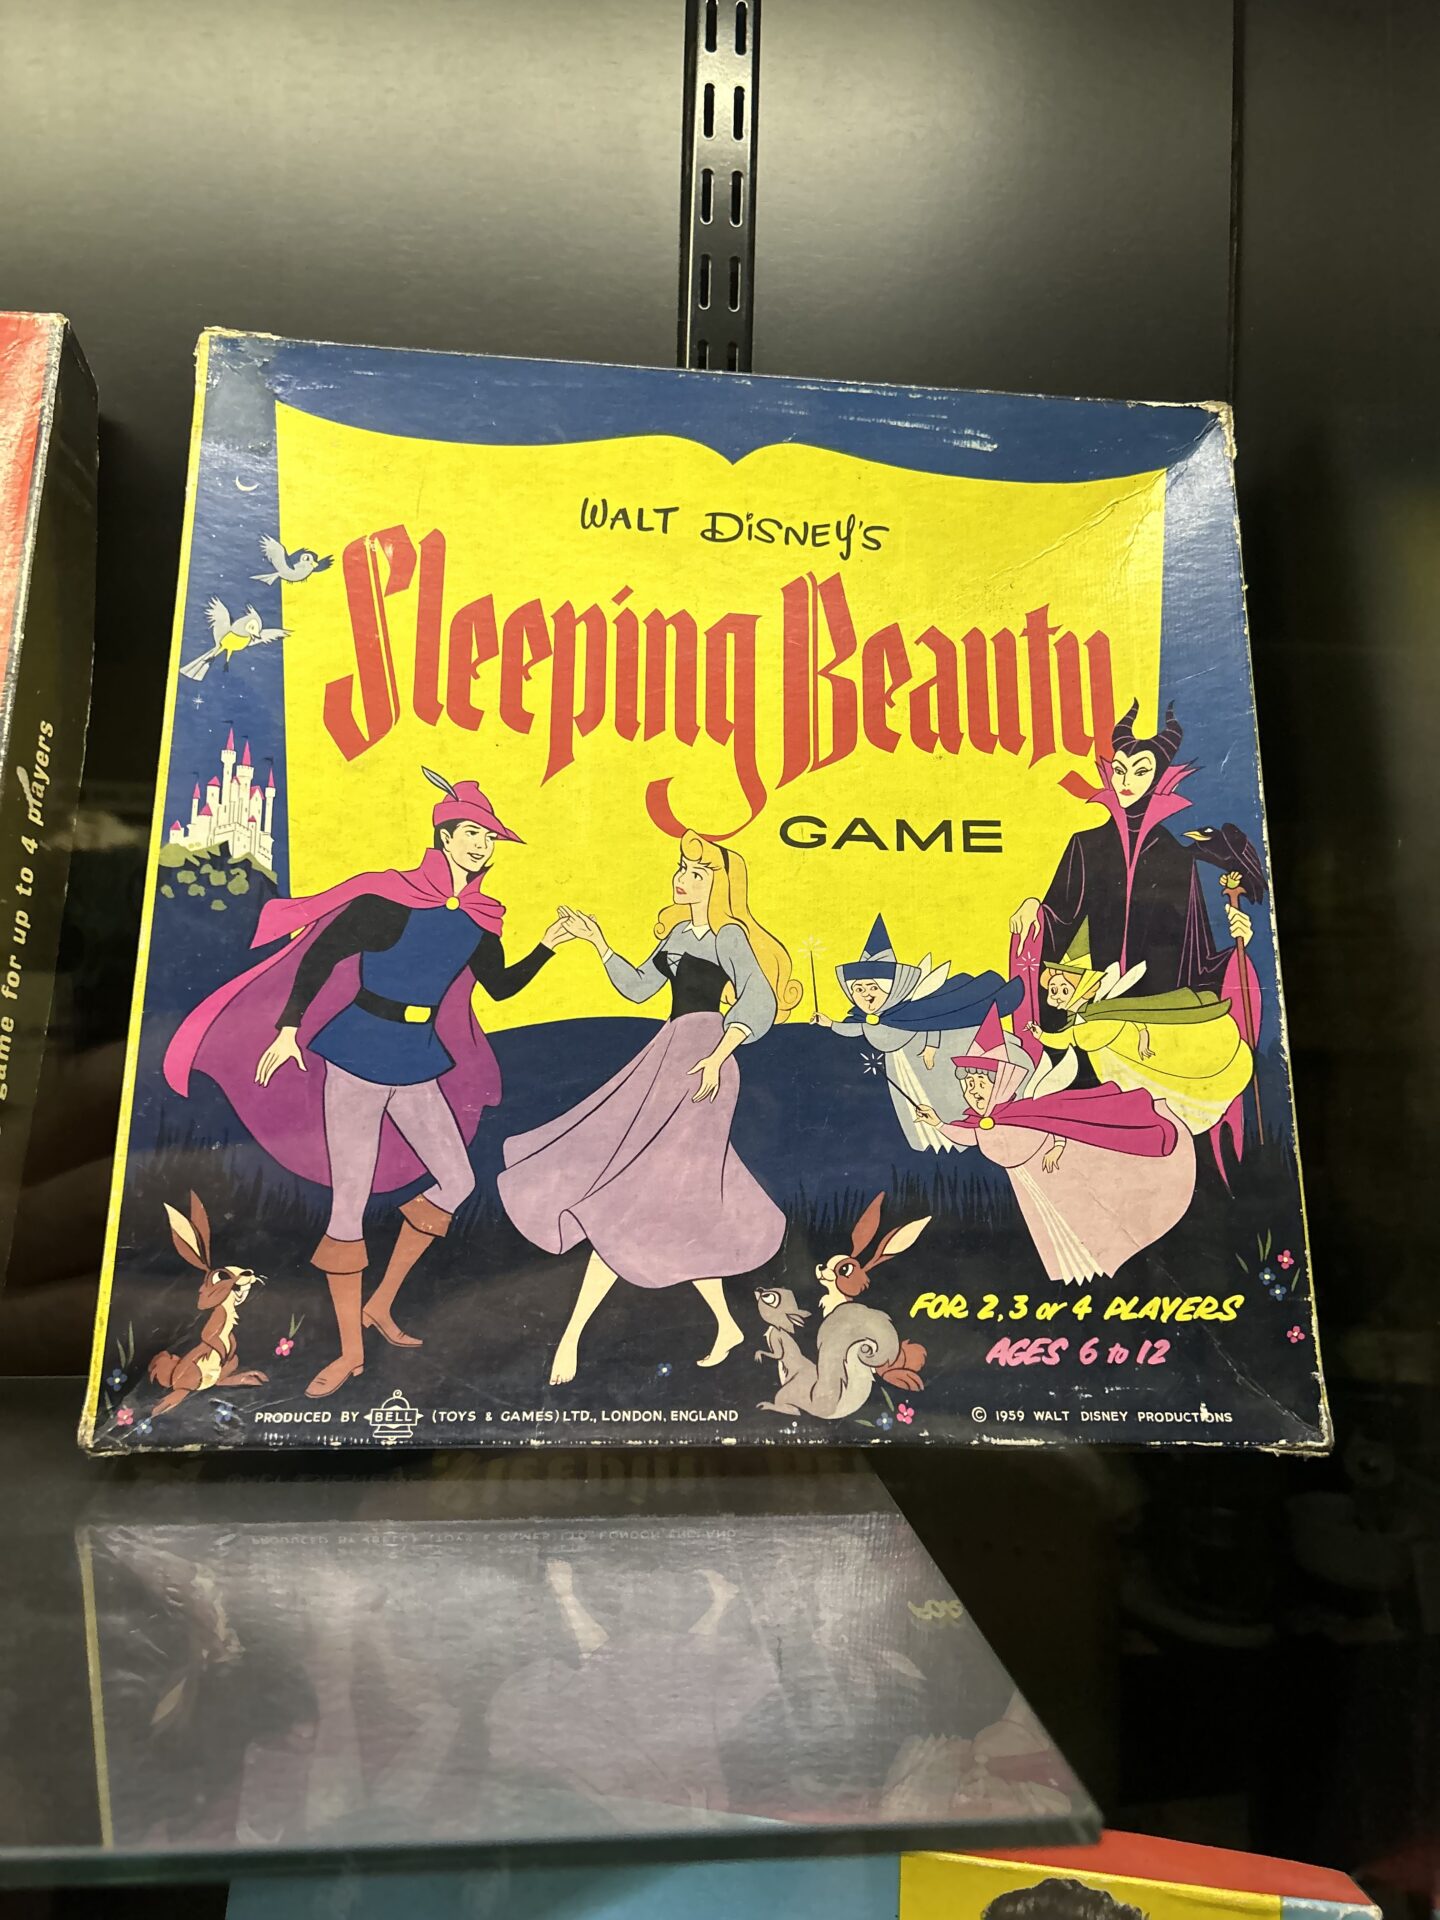 WALT DISNEY'S
Sleeping Beauty
GAME
FOR 2, 3 or 4 PLAYERS
AGES 6 to 12
PRODUCED BY BELL (TOYS & GAMES) LTD., LONDON, ENGLAND
© 1959 WALT DISNEY PRODUCTIONS
game for up to 4 players